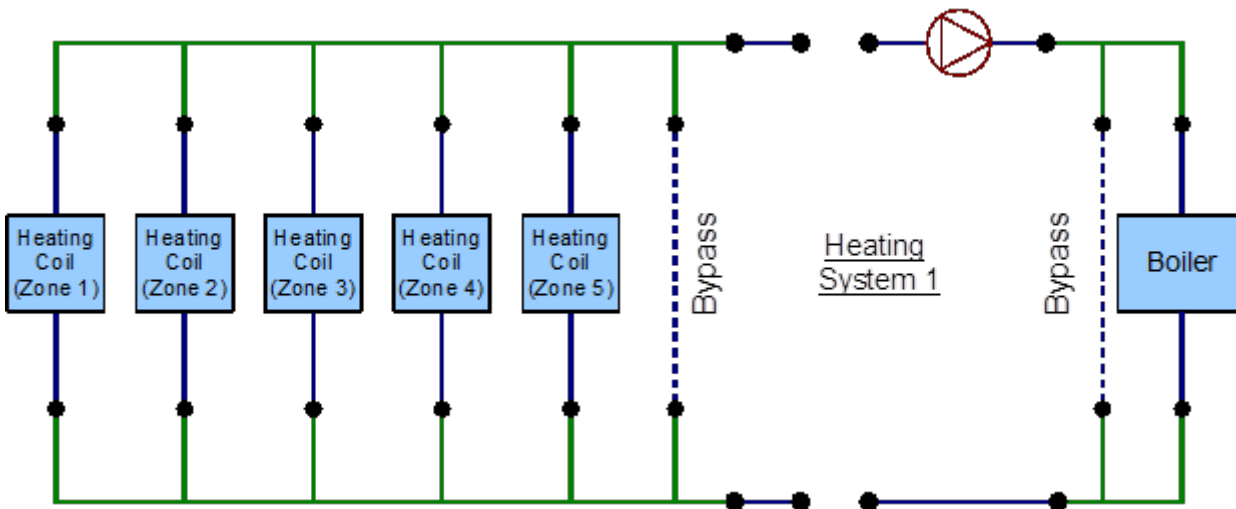 Heating
Coil
(Zone 1)
Heating
Coil
(Zone 2)
Heating
Coil
(Zone 3)
Heating
Coil
(Zone 4)
Heating
Coil
(Zone 5)
Bypass
Heating
System 1
Bypass
Boiler